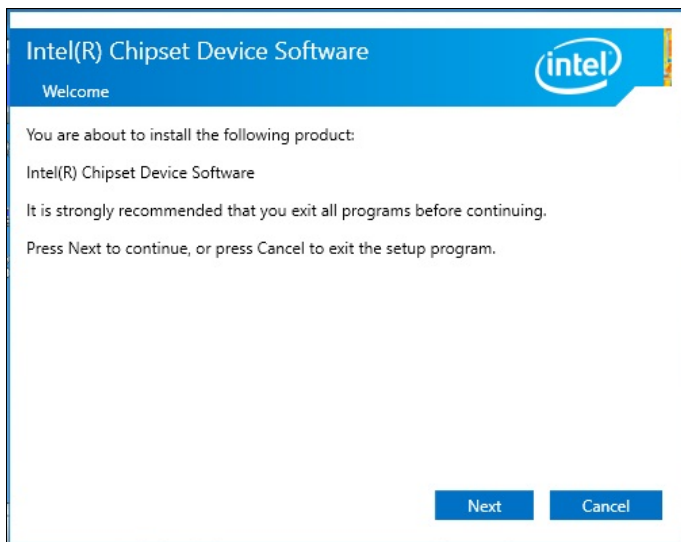 Intel(R) Chipset Device Software
Welcome
intel
You are about to install the following product:
Intel(R) Chipset Device Software
It is strongly recommended that you exit all programs before continuing.
Press Next to continue, or press Cancel to exit the setup program.
Next
Cancel